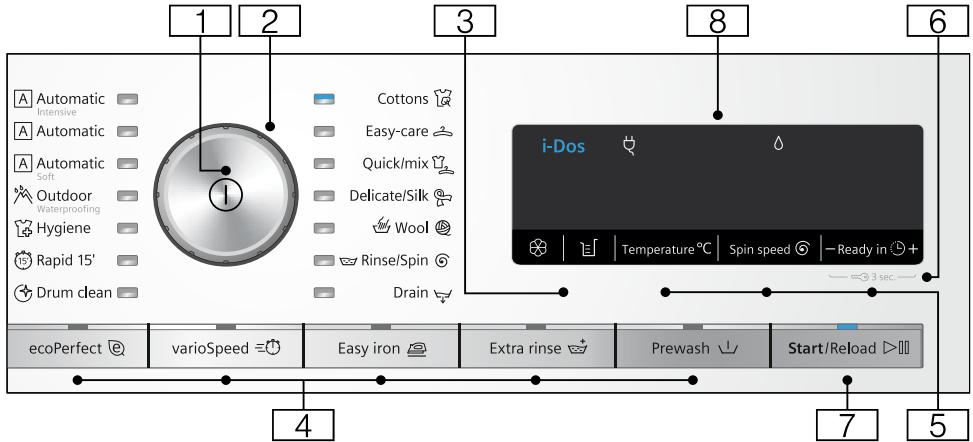 1
2
3
8
6
A Automatic
Intensive
A Automatic
A Automatic
Soft
Outdoor
Waterproofing
Hygiene
15' Rapid 15'
Drum clean
Cottons
Easy-care
Quick/mix
Delicate/Silk
Wool
Rinse/Spin
Drain
i-Dos
Temperature °C
Spin speed
– Ready in +
3 sec.
ecoPerfect e
varioSpeed
Easy iron
Extra rinse +
Prewash
Start/Reload
4
7
5